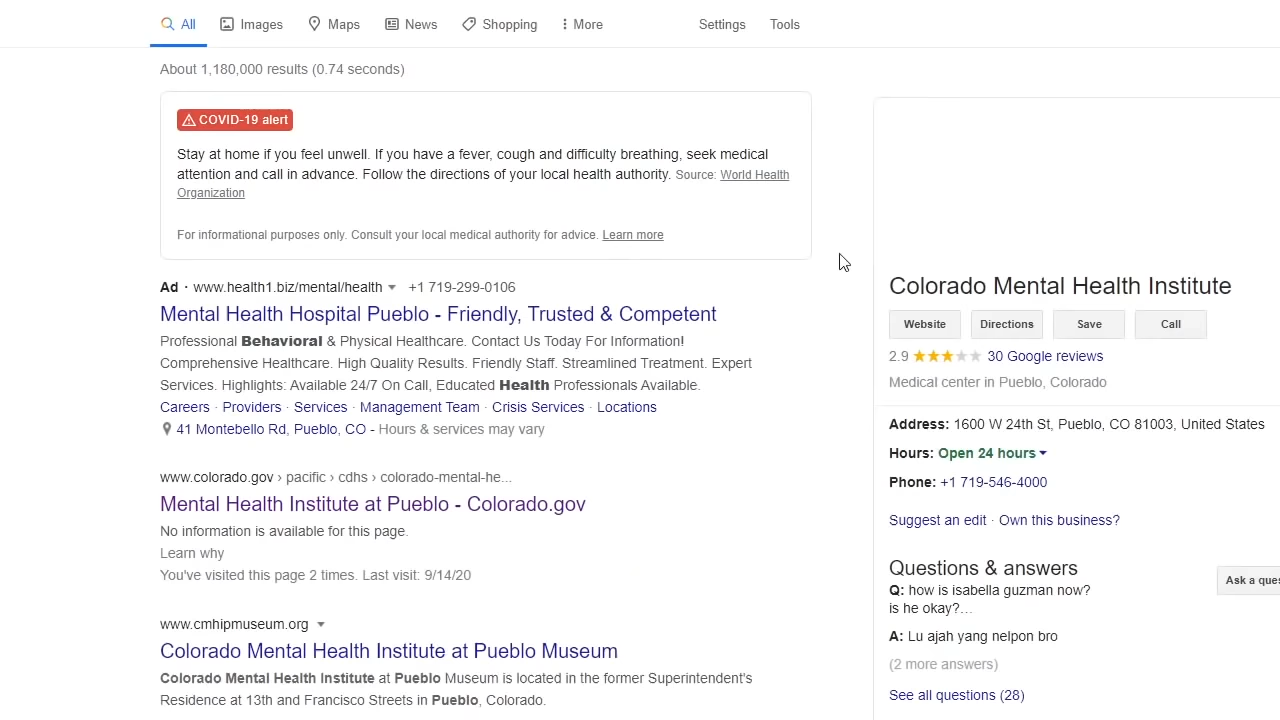 All Images Maps News Shopping More Settings Tools
About 1,180,000 results (0.74 seconds)
COVID-19 alert
Stay at home if you feel unwell. If you have a fever, cough and difficulty breathing, seek medical
attention and call in advance. Follow the directions of your local health authority. Source: World Health
Organization
For informational purposes only. Consult your local medical authority for advice. Learn more
Ad · www.health1.biz/mental/health +1 719-299-0106
Mental Health Hospital Pueblo - Friendly, Trusted & Competent
Professional Behavioral & Physical Healthcare. Contact Us Today For Information!
Comprehensive Healthcare. High Quality Results. Friendly Staff. Streamlined Treatment. Expert
Services. Highlights: Available 24/7 On Call, Educated Health Professionals Available.
Careers · Providers · Services · Management Team · Crisis Services · Locations
41 Montebello Rd, Pueblo, CO - Hours & services may vary
www.colorado.gov › pacific › cdhs › colorado-mental-he...
Mental Health Institute at Pueblo - Colorado.gov
No information is available for this page.
Learn why
You've visited this page 2 times. Last visit: 9/14/20
www.cmhipmuseum.org
Colorado Mental Health Institute at Pueblo Museum
Colorado Mental Health Institute at Pueblo Museum is located in the former Superintendent's
Residence at 13th and Francisco Streets in Pueblo, Colorado.
Colorado Mental Health Institute
Website Directions Save Call
2.9 30 Google reviews
Medical center in Pueblo, Colorado
Address: 1600 W 24th St, Pueblo, CO 81003, United States
Hours: Open 24 hours
Phone: +1 719-546-4000
Suggest an edit · Own this business?
Questions & answers
Q: how is isabella guzman now?
is he okay?…
Ask a ques
A: Lu ajah yang nelpon bro
(2 more answers)
See all questions (28)